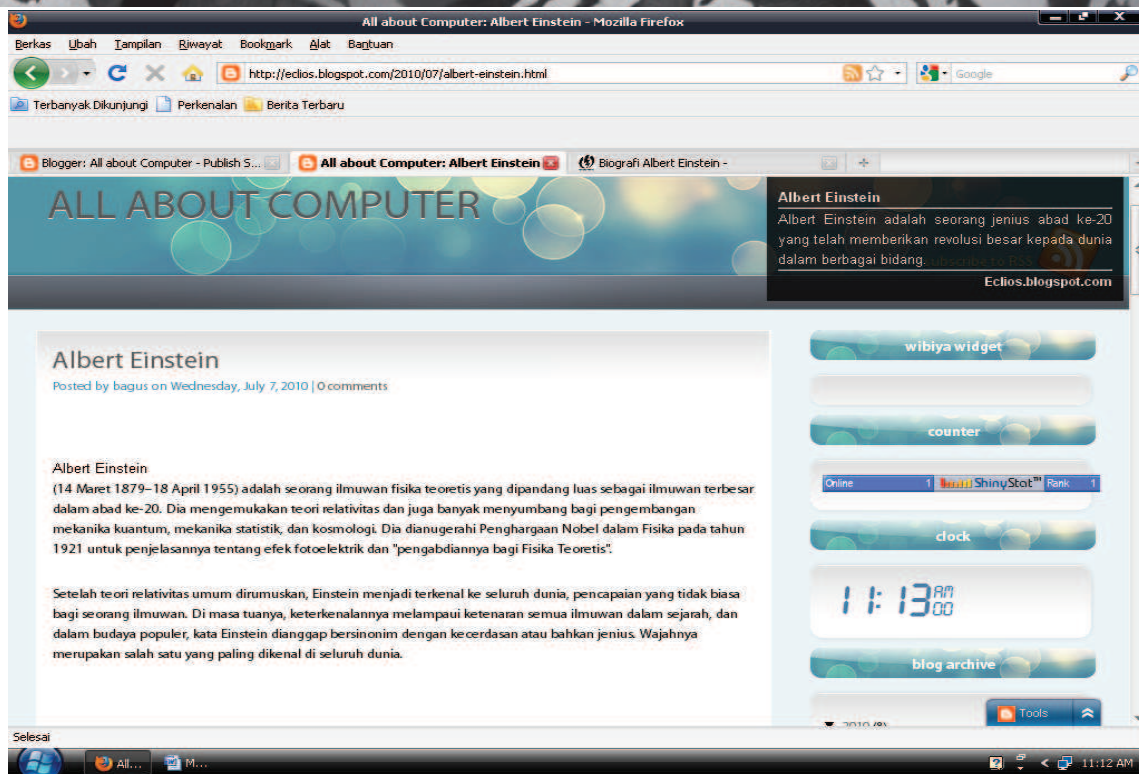 All about Computer: Albert Einstein - Mozilla Firefox
Berkas Ubah Tampilan Riwayat Bookmark Alat Bantuan
http://eclios.blogspot.com/2010/07/albert-einstein.html
Google
Terbanyak Dikunjungi Perkenalan Berita Terbaru
Blogger: All about Computer - Publish S... All about Computer: Albert Einstein Biografi Albert Einstein -
ALL ABOUT COMPUTER
Albert Einstein
Albert Einstein adalah seorang jenius abad ke-20
yang telah memberikan revolusi besar kepada dunia
dalam berbagai bidang.
subscribe to RSS
Eclios.blogspot.com
Albert Einstein
Posted by bagus on Wednesday, July 7, 2010 | 0 comments
Albert Einstein
(14 Maret 1879–18 April 1955) adalah seorang ilmuwan fisika teoretis yang dipandang luas sebagai ilmuwan terbesar
dalam abad ke-20. Dia mengemukakan teori relativitas dan juga banyak menyumbang bagi pengembangan
mekanika kuantum, mekanika statistik, dan kosmologi. Dia dianugerahi Penghargaan Nobel dalam Fisika pada tahun
1921 untuk penjelasannya tentang efek fotoelektrik dan "pengabdiannya bagi Fisika Teoretis".
Setelah teori relativitas umum dirumuskan, Einstein menjadi terkenal ke seluruh dunia, pencapaian yang tidak biasa
bagi seorang ilmuwan. Di masa tuanya, keterkenalannya melampaui ketenaran semua ilmuwan dalam sejarah, dan
dalam budaya populer, kata Einstein dianggap bersinonim dengan kecerdasan atau bahkan jenius. Wajahnya
merupakan salah satu yang paling dikenal di seluruh dunia.
wibiya widget
counter
Online 1 ShinyStat™ Rank 1
clock
11:13 AM 00
blog archive
2010 (8)
Tools
Selesai
All... M...
11:12 AM